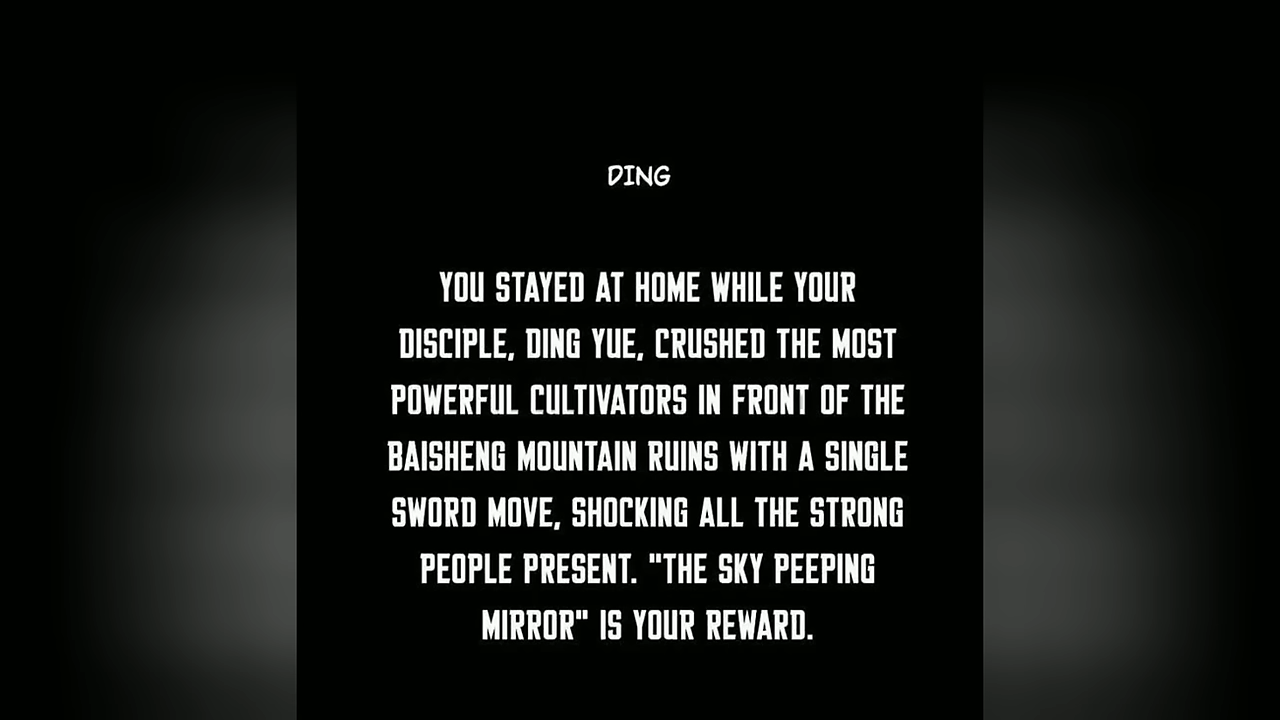 DING
YOU STAYED AT HOME WHILE YOUR
DISCIPLE, DING YUE, CRUSHED THE MOST
POWERFUL CULTIVATORS IN FRONT OF THE
BAISHENG MOUNTAIN RUINS WITH A SINGLE
SWORD MOVE, SHOCKING ALL THE STRONG
PEOPLE PRESENT. "THE SKY PEEPING
MIRROR" IS YOUR REWARD.